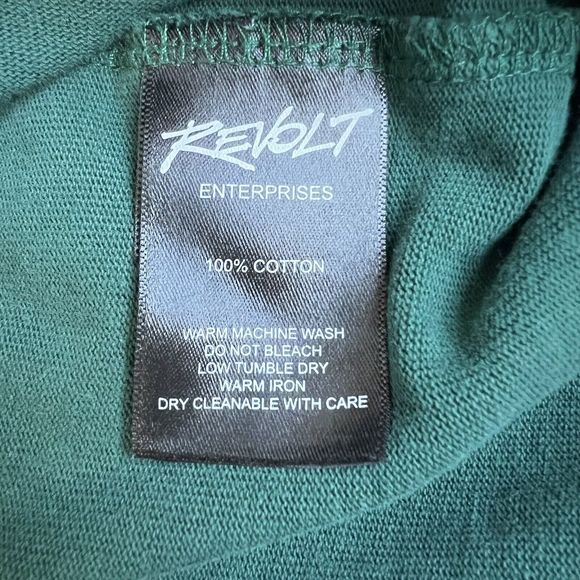 REVOLT
ENTERPRISES
100% COTTON
WARM MACHINE WASH
DO NOT BLEACH
LOW TUMBLE DRY
WARM IRON
DRY CLEANABLE WITH CARE